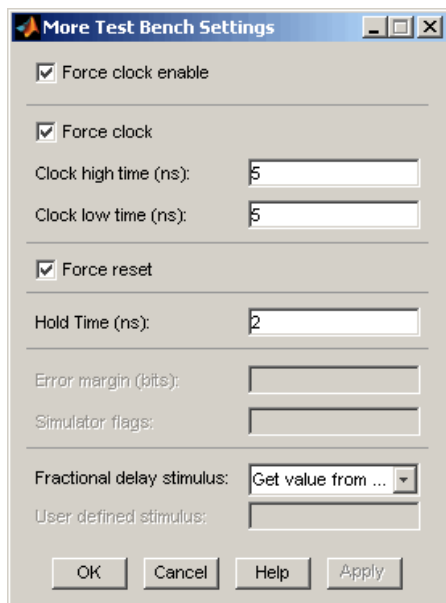 More Test Bench Settings
Force clock enable
Force clock
Clock high time (ns): 5
Clock low time (ns): 5
Force reset
Hold Time (ns): 2
Error margin (bits):
Simulator flags:
Fractional delay stimulus: Get value from ...
User defined stimulus:
OK Cancel Help Apply